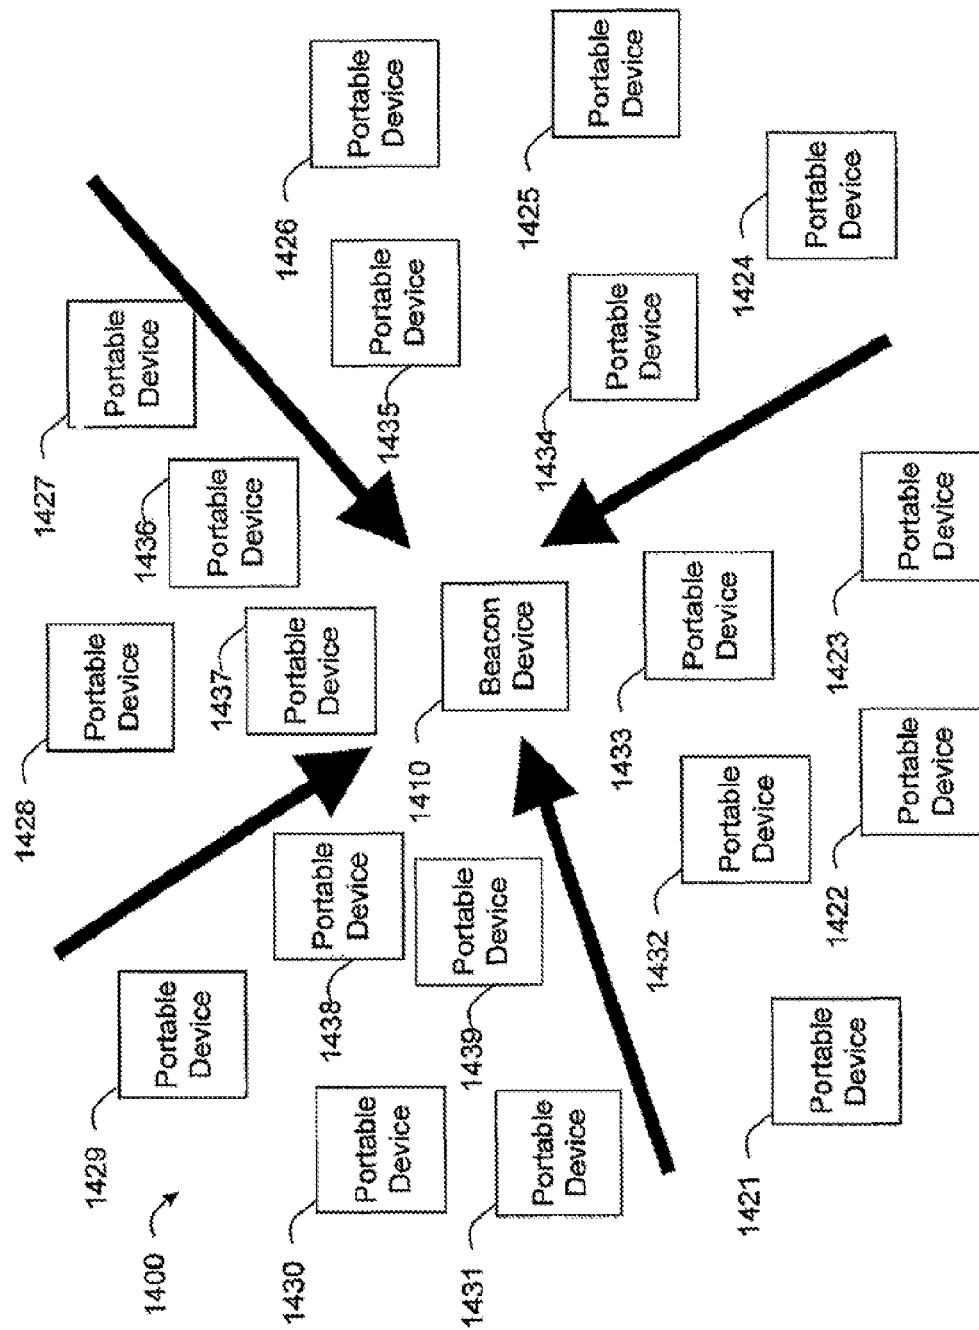 1400
1429
Portable
Device
1428
Portable
Device
1427
Portable
Device
1436
Portable
Device
1437
Portable
Device
1426
Portable
Device
1430
Portable
Device
1438
Portable
Device
1435
Portable
Device
1410
Beacon
Device
1439
Portable
Device
1431
Portable
Device
1425
Portable
Device
1434
Portable
Device
1433
Portable
Device
1432
Portable
Device
1424
Portable
Device
1421
Portable
Device
1422
Portable
Device
1423
Portable
Device